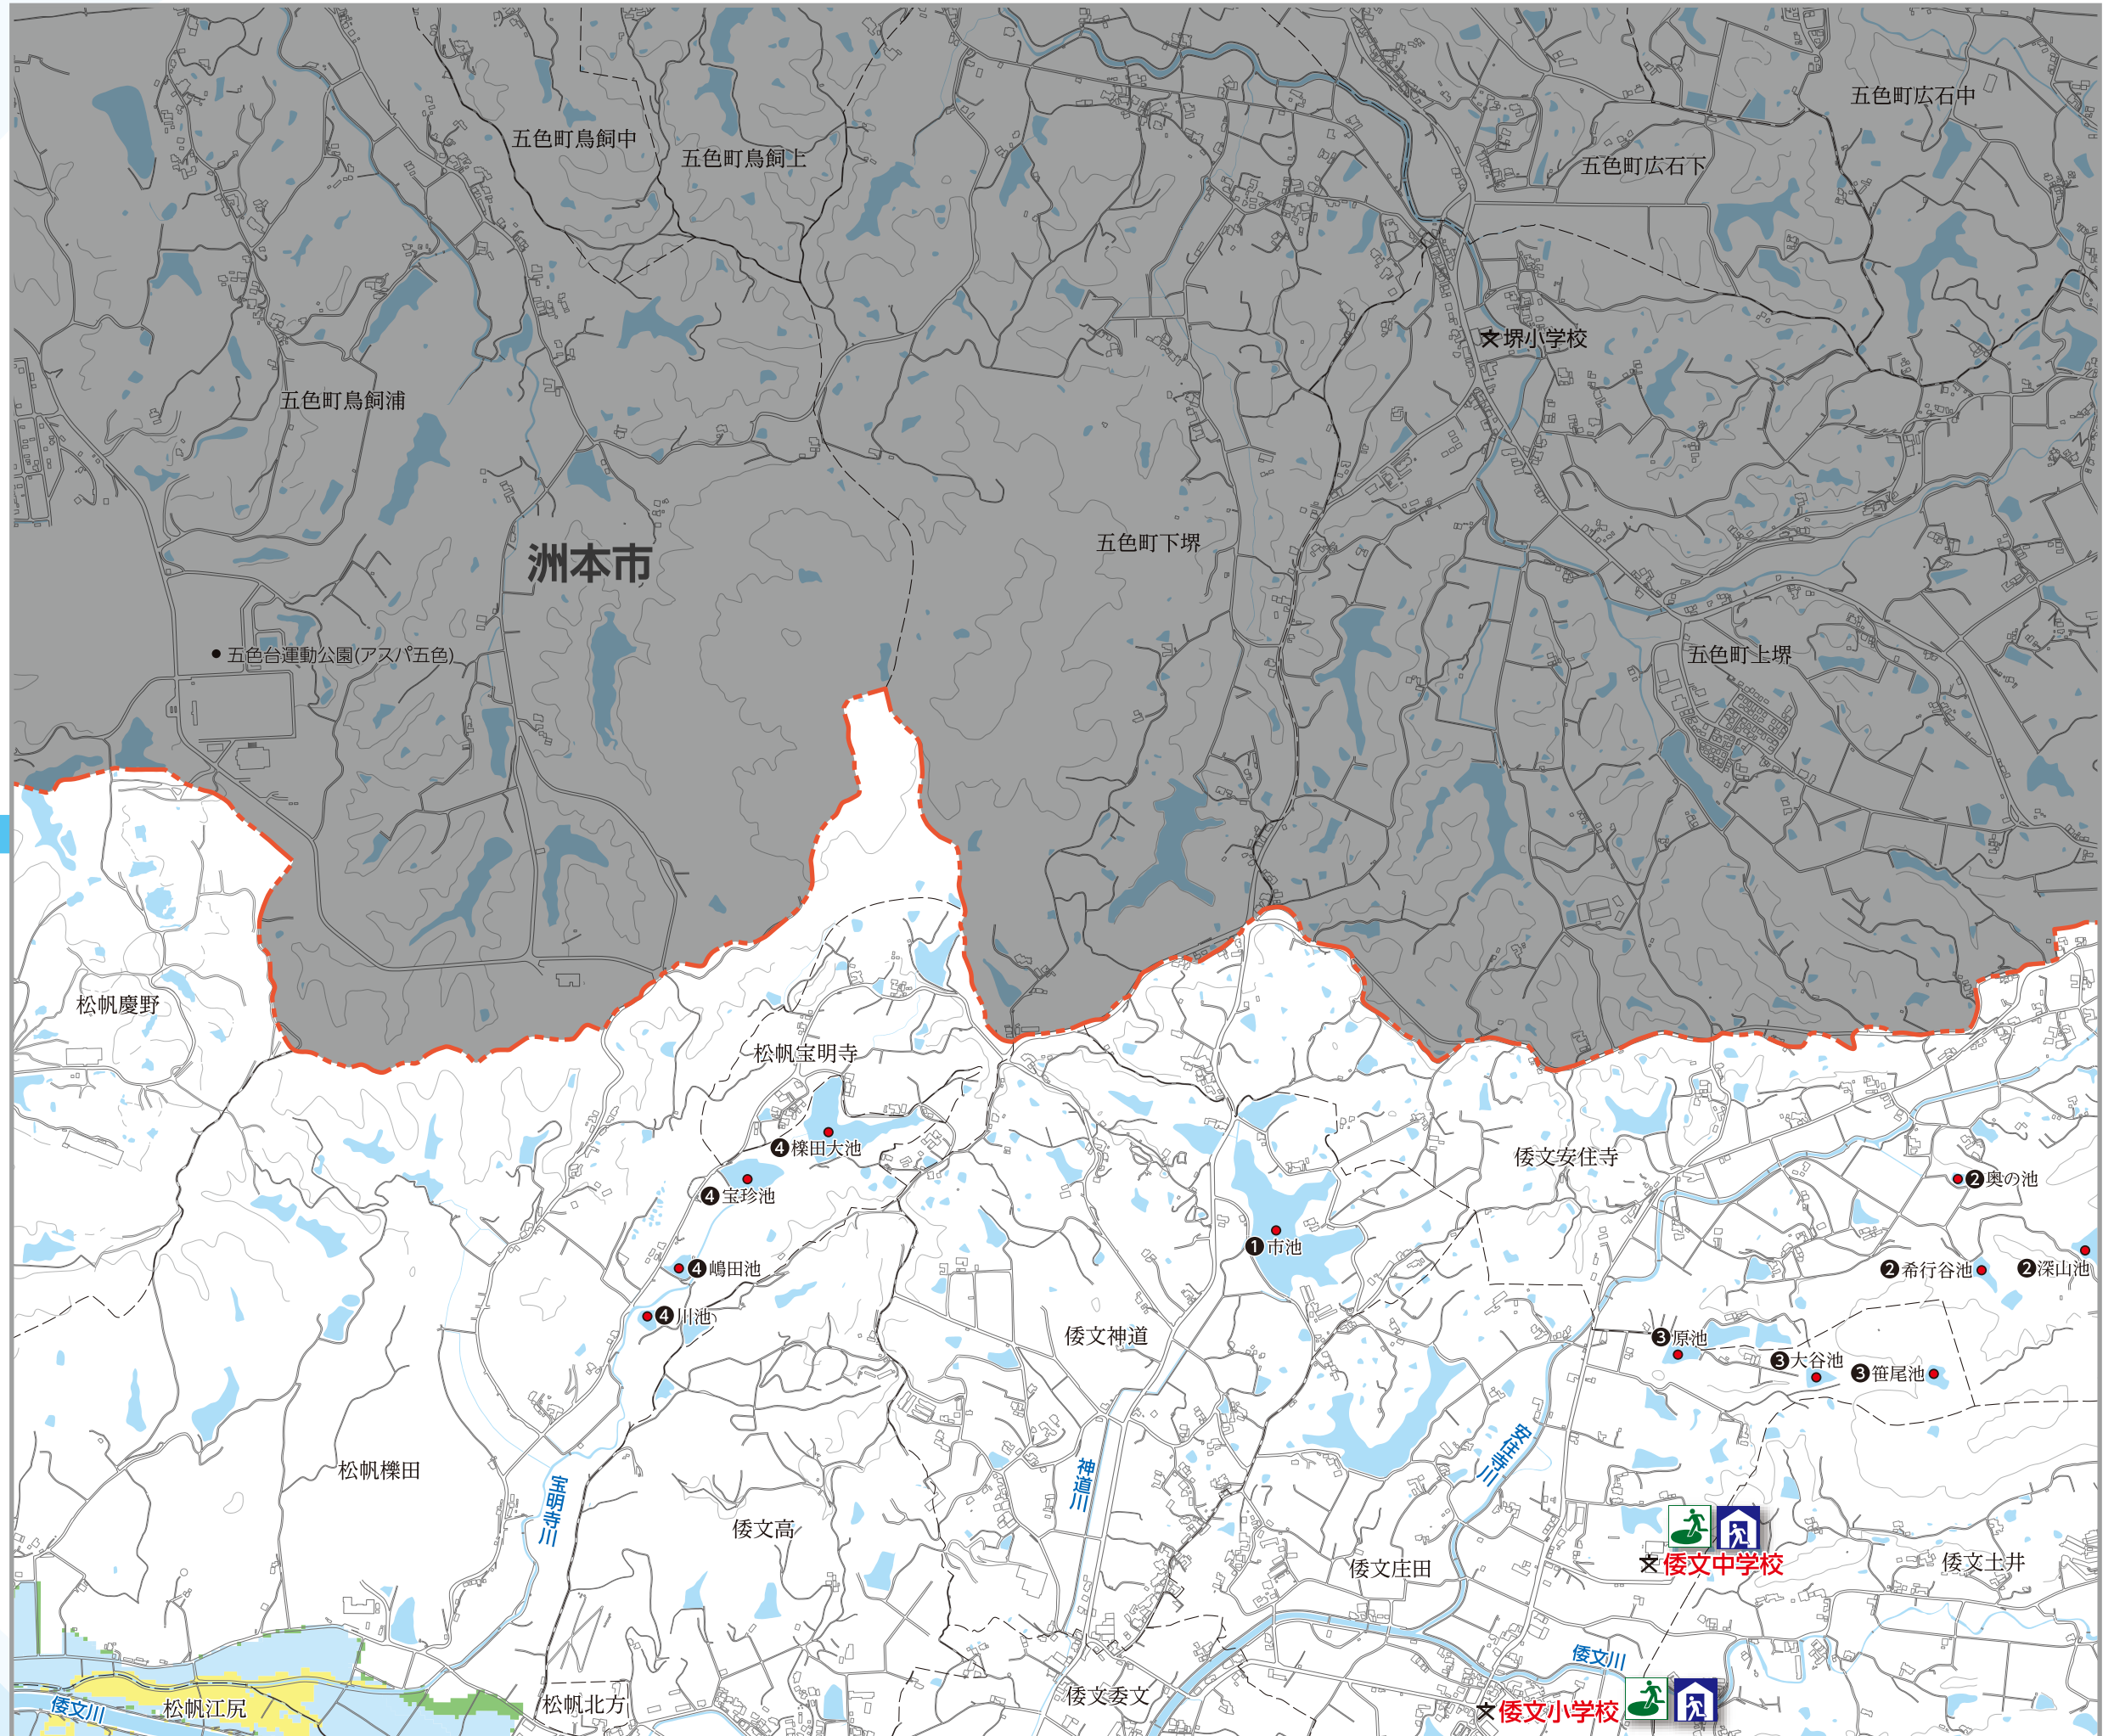 五色町広石中
五色町鳥飼中
五色町鳥飼上
五色町広石下
堺小学校
五色町鳥飼浦
五色町下堺
洲本市
五色台運動公園(アスパ五色)
五色町上堺
松帆慶野
松帆宝明寺
❹櫟田大池
倭文安住寺
❷奥の池
❹宝珍池
❶市池
❹嶋田池
❷希行谷池
❷深山池
❹川池
倭文神道
❸原池
❸大谷池
❸笹尾池
松帆櫟田
安住寺川
神道川
宝明寺川
倭文高
倭文庄田
倭文中学校
倭文土井
倭文川
倭文委文
松帆北方
松帆江尻
倭文川
倭文小学校